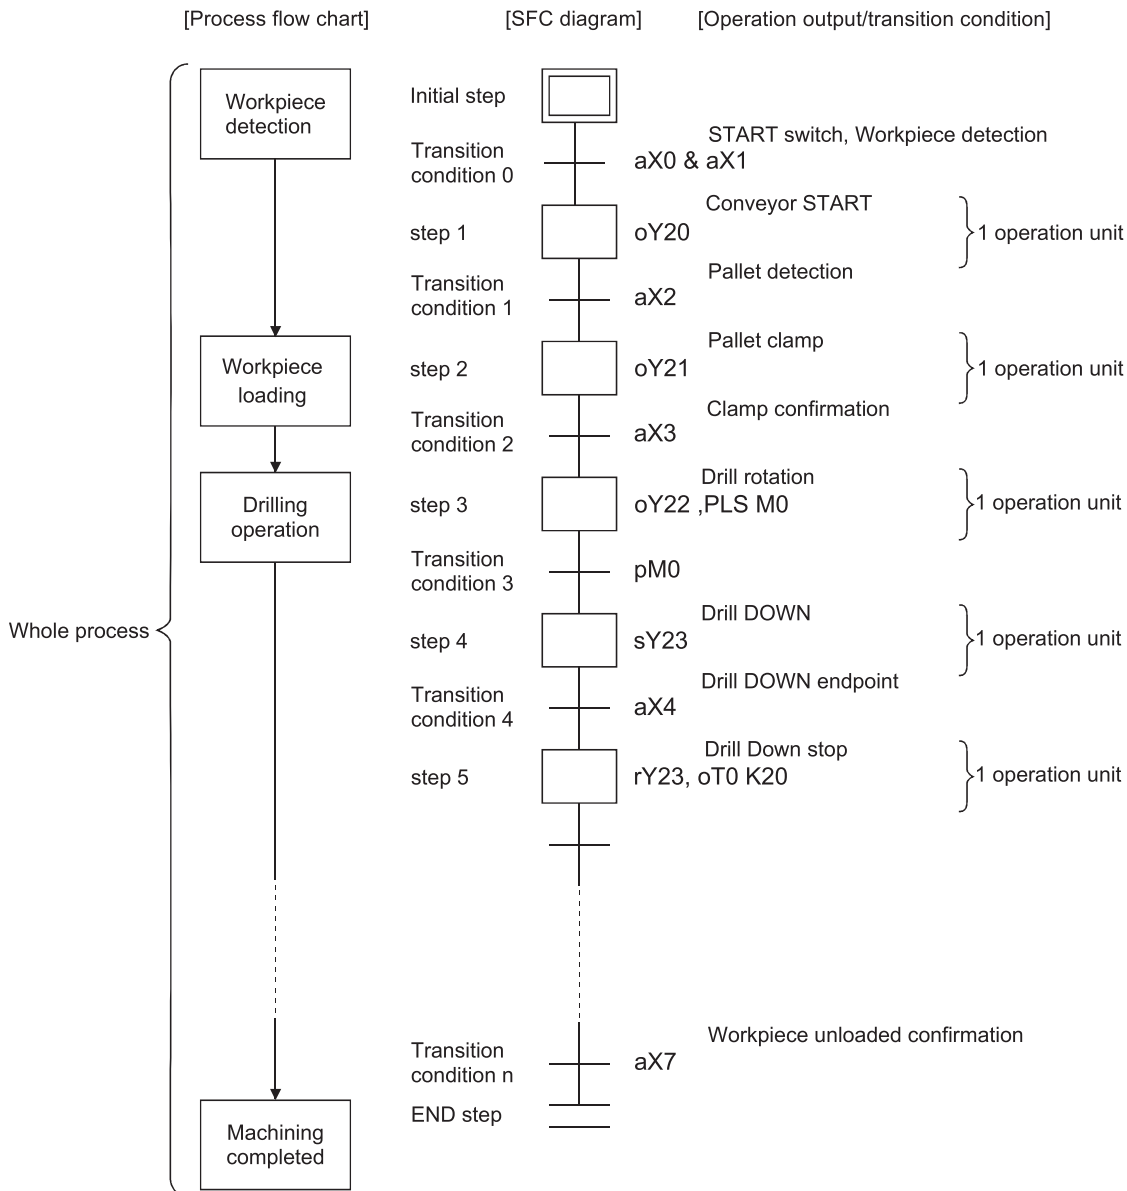 [Process flow chart] [SFC diagram] [Operation output/transition condition]
Workpiece
detection
Initial step
START switch, Workpiece detection
Transition
condition 0
aX0 & aX1
Conveyor START
step 1
oY20
1 operation unit
Pallet detection
Transition
condition 1
aX2
Pallet clamp
Workpiece
loading
step 2
oY21
1 operation unit
Clamp confirmation
Transition
condition 2
aX3
Drill rotation
Drilling
operation
step 3
oY22 ,PLS M0
1 operation unit
Transition
condition 3
pM0
Drill DOWN
Whole process
step 4
sY23
1 operation unit
Drill DOWN endpoint
Transition
condition 4
aX4
Drill Down stop
step 5
rY23, oT0 K20
1 operation unit
Workpiece unloaded confirmation
Transition
condition n
aX7
END step
Machining
completed